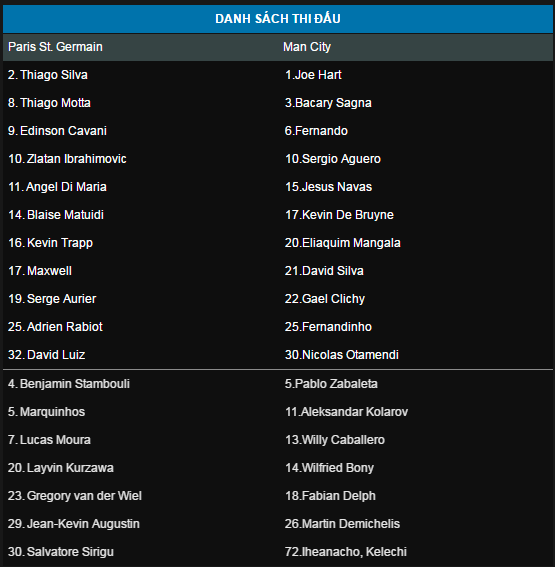 DANH SÁCH THI ĐẤU
Paris St. Germain Man City
2. Thiago Silva 1.Joe Hart
8. Thiago Motta 3.Bacary Sagna
9. Edinson Cavani 6.Fernando
10. Zlatan Ibrahimovic 10.Sergio Aguero
11. Angel Di Maria 15.Jesus Navas
14. Blaise Matuidi 17.Kevin De Bruyne
16. Kevin Trapp 20.Eliaquim Mangala
17. Maxwell 21.David Silva
19. Serge Aurier 22.Gael Clichy
25. Adrien Rabiot 25.Fernandinho
32. David Luiz 30.Nicolas Otamendi
4. Benjamin Stambouli 5.Pablo Zabaleta
5. Marquinhos 11.Aleksandar Kolarov
7. Lucas Moura 13.Willy Caballero
20. Layvin Kurzawa 14.Wilfried Bony
23. Gregory van der Wiel 18.Fabian Delph
29. Jean-Kevin Augustin 26.Martin Demichelis
30. Salvatore Sirigu 72.Iheanacho, Kelechi